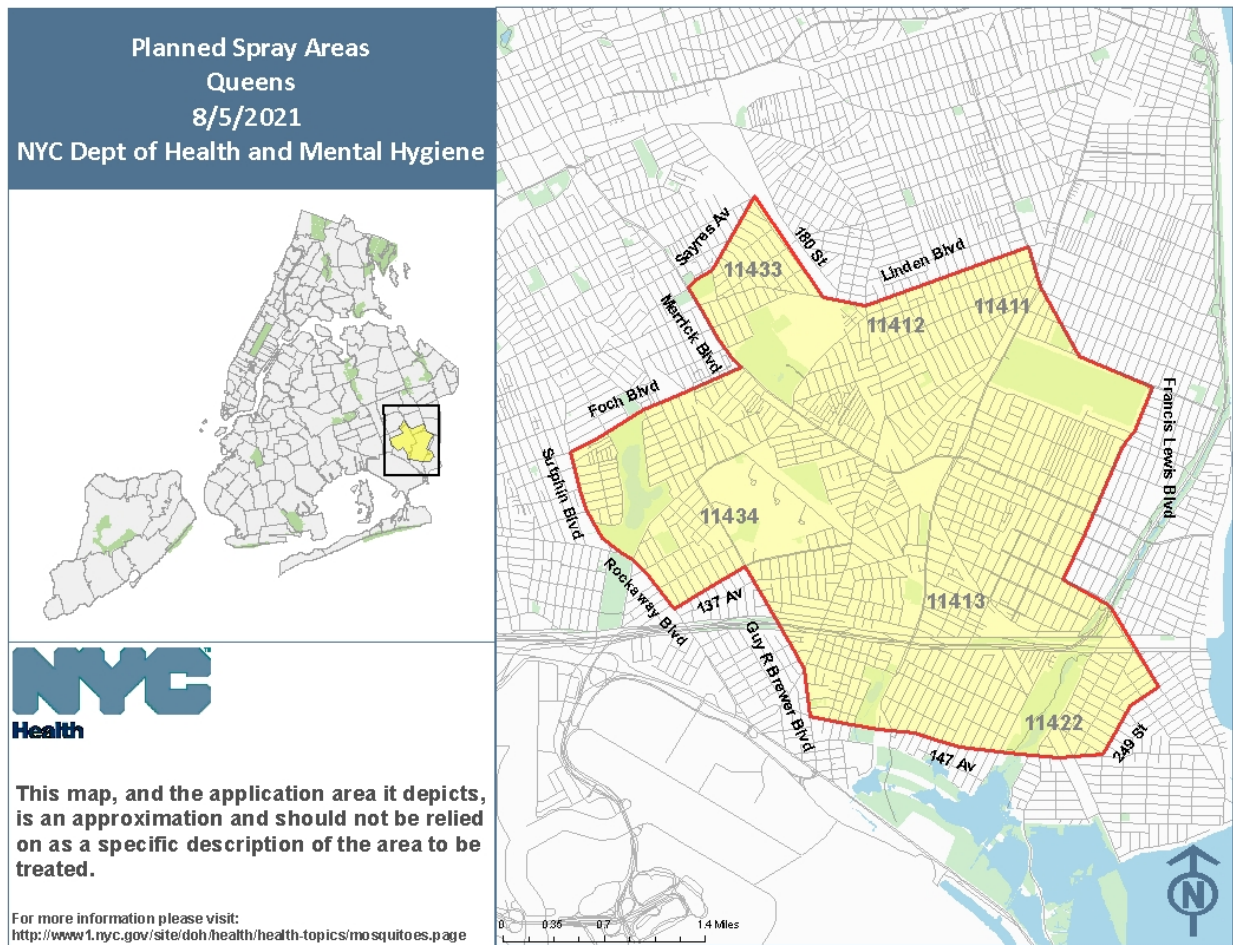 Planned Spray Areas
Queens
8/5/2021
NYC Dept of Health and Mental Hygiene
Sayres Av
180 St
Linden Blvd
11433
11411
11412
Merrick Blvd
Foch Blvd
Francis Lewis Blvd
Sutphin Blvd
11434
Rockaway Blvd
137 Av
11413
Guy R Brewer Blvd
11422
249 St
147 Av
NYC
Health
This map, and the application area it depicts,
is an approximation and should not be relied
on as a specific description of the area to be
treated.
For more information please visit:
http://www1.nyc.gov/site/doh/health/health-topics/mosquitoes.page
0 0.35 0.7 1.4 Miles
N